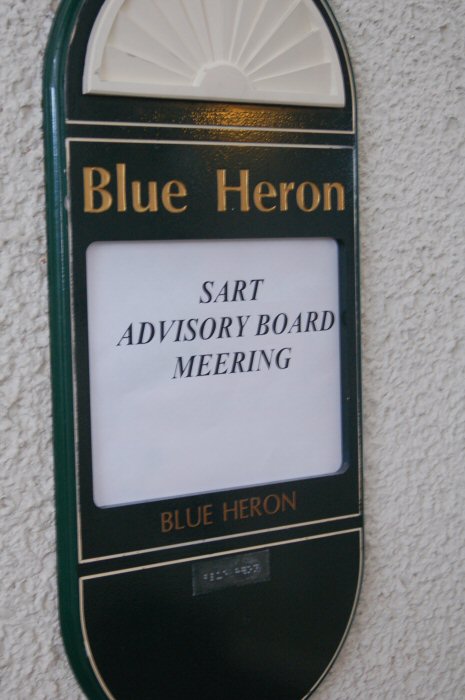 Blue Heron
SART
ADVISORY BOARD
MEERING
BLUE HERON